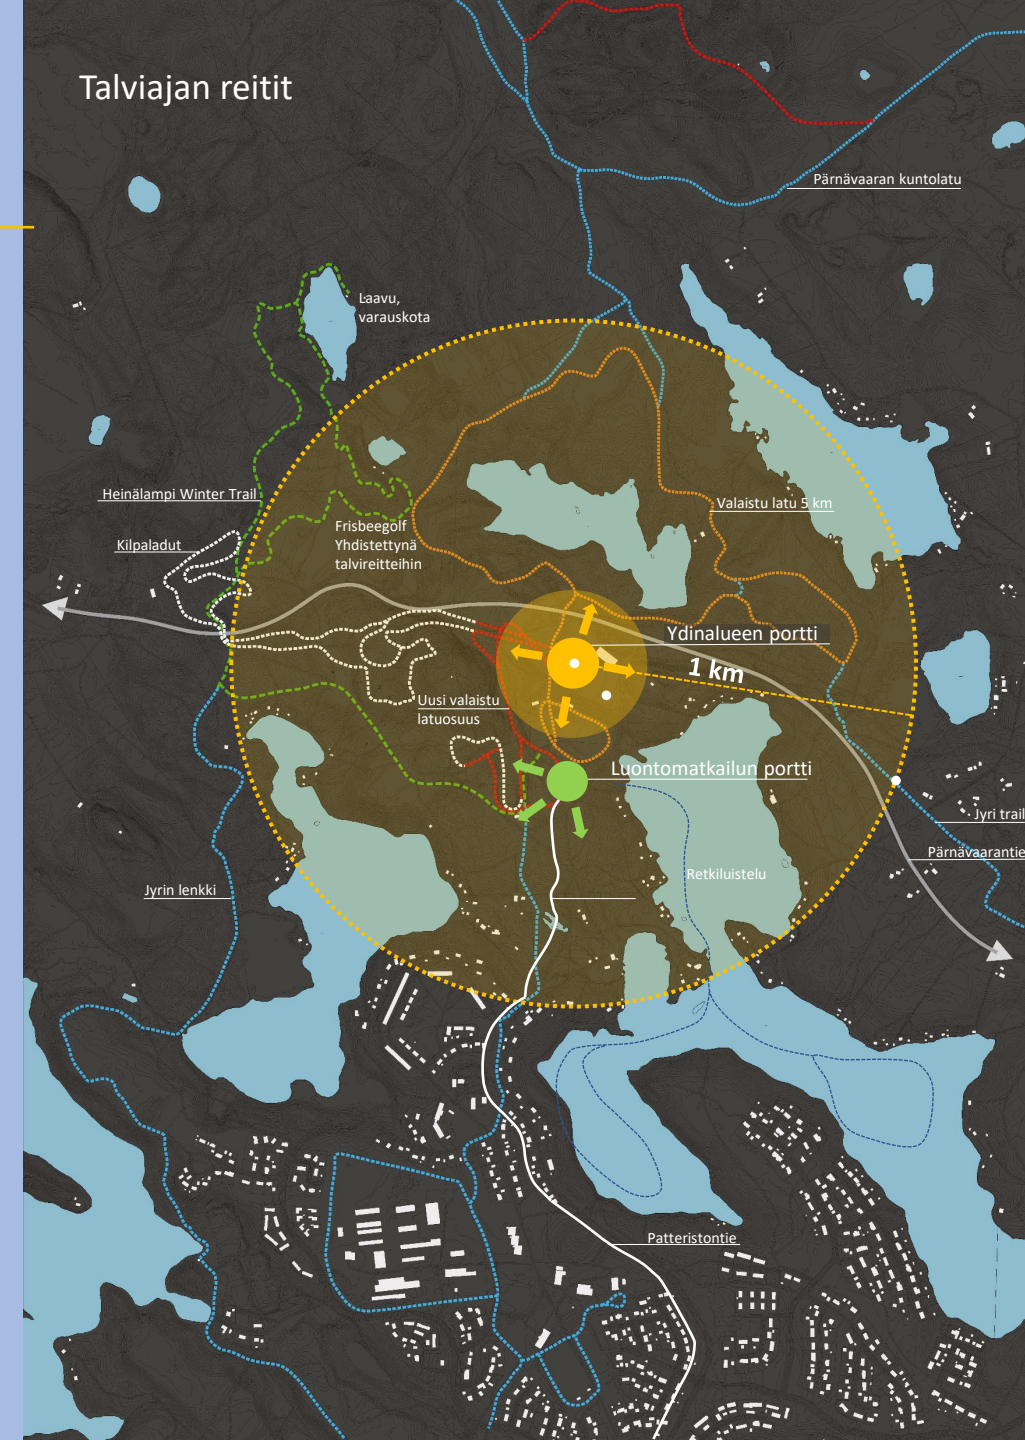 Talviajan reitit
Pärnävaaran kuntolatu
Laavu,
varauskota
Heinälampi Winter Trail
Valaistu latu 5 km
Frisbeegolf
Yhdistettynä
talvireitteihin
Kilpaladut
Ydinalueen portti
1 km
Uusi valaistu
latuosuus
Luontomatkailun portti
Jyri trail
Pärnävaarantie
Retkiluistelu
Jyrin lenkki
Patteristontie